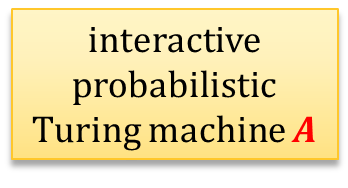 interactive
probabilistic
Turing machine A